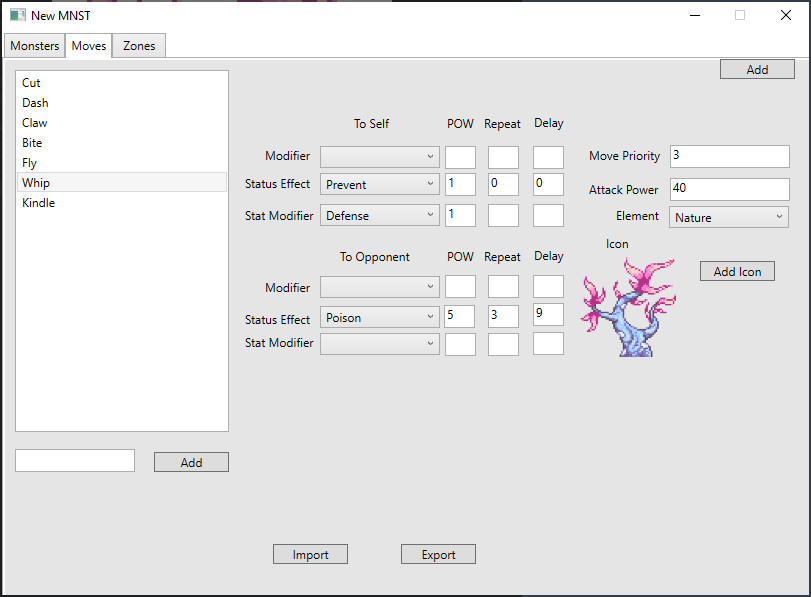 New MNST
Monsters Moves Zones
Add
Cut
Dash
Claw
Bite
Fly
Whip
Kindle
Add
To Self POW Repeat Delay
Modifier
Status Effect Prevent 1 0 0
Stat Modifier Defense 1
To Opponent POW Repeat Delay
Modifier
Status Effect Poison 5 3 9
Stat Modifier
Move Priority 3
Attack Power 40
Element Nature
Icon
Add Icon
Import Export